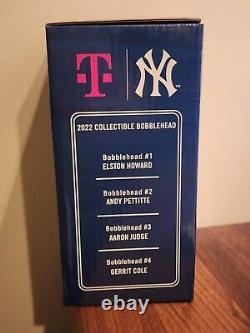 T
NY
2022 COLLECTIBLE BOBBLEHEAD
Bobblehead #1
ELSTON HOWARD
Bobblehead #2
ANDY PETTITTE
Bobblehead #3
AARON JUDGE
Bobblehead #4
GERRIT COLE